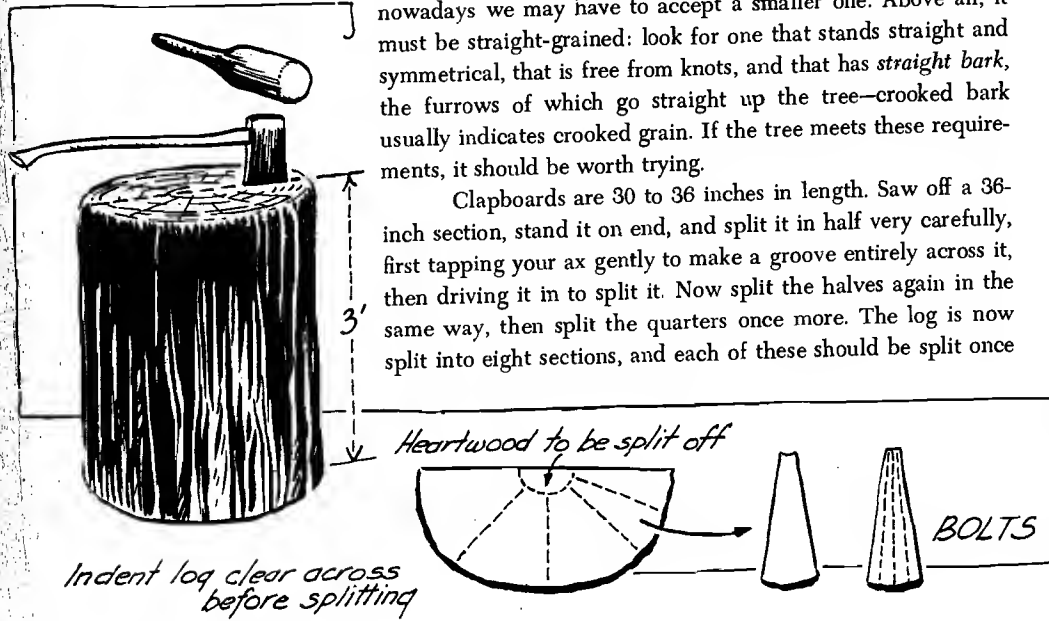 nowadays we may have to accept a smaller one. Above all, it
must be straight-grained: look for one that stands straight and
symmetrical, that is free from knots, and that has straight bark,
the furrows of which go straight up the tree—crooked bark
usually indicates crooked grain. If the tree meets these require-
ments, it should be worth trying.
Clapboards are 30 to 36 inches in length. Saw off a 36-
inch section, stand it on end, and split it in half very carefully,
first tapping your ax gently to make a groove entirely across it,
then driving it in to split it. Now split the halves again in the
same way, then split the quarters once more. The log is now
split into eight sections, and each of these should be split once
3'
Heartwood to be split off
BOLTS
Indent log clear across
before splitting